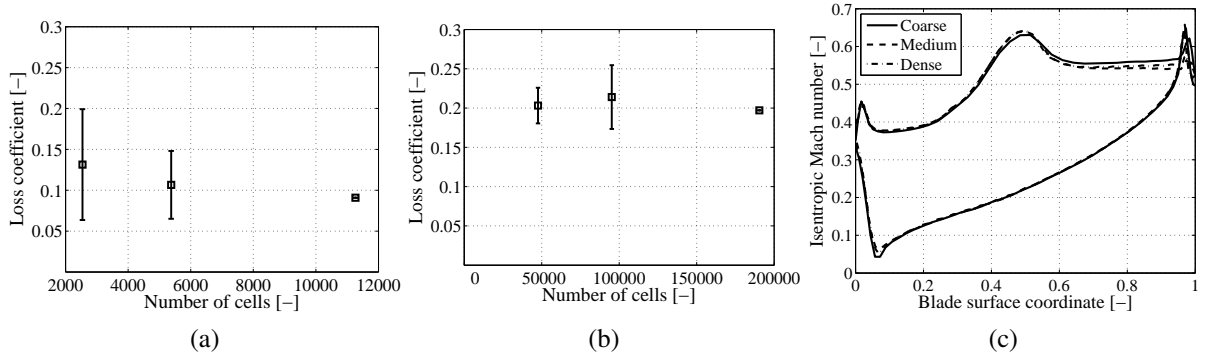 0.3
0.25
0.2
0.15
0.1
0.05
Loss coefficient [−]
2000 4000 6000 8000 10000 12000
Number of cells [−]
(a)
0.3
0.25
0.2
0.15
0.1
0.05
Loss coefficient [−]
0 50000 100000 150000 200000
Number of cells [−]
(b)
0.7
0.6
0.5
0.4
0.3
0.2
0.1
0
Isentropic Mach number [−]
Coarse
Medium
Dense
0 0.2 0.4 0.6 0.8 1
Blade surface coordinate [−]
(c)